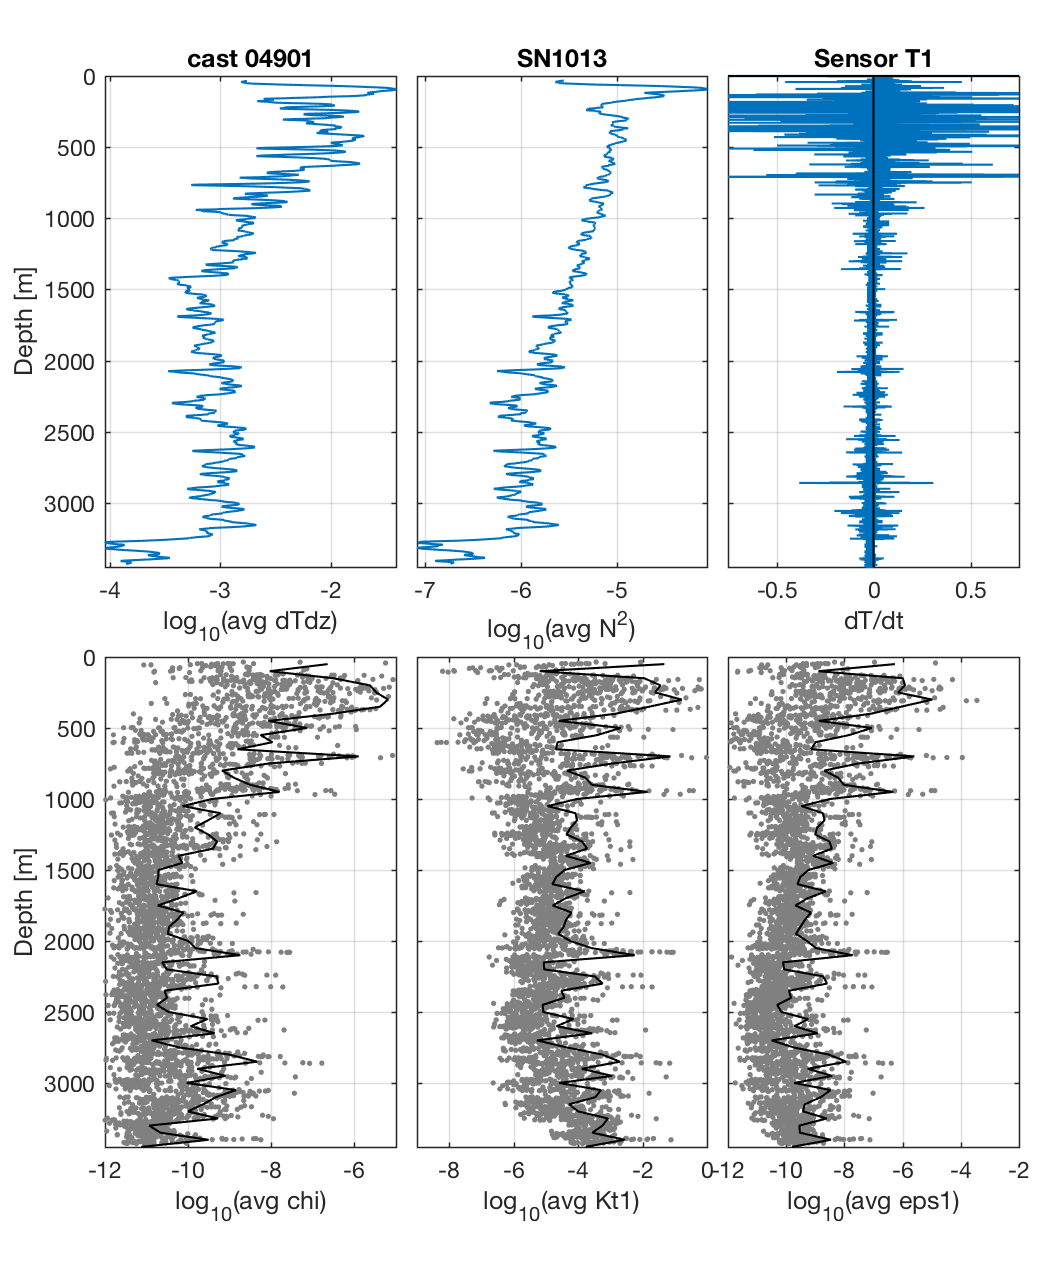 cast 04901 SN1013 Sensor T1
0
500
1000
1500
2000
2500
3000
Depth [m]
-4 -3 -2 -7 -6 -5 -0.5 0 0.5
log10(avg dTdz) log10(avg N2) dT/dt
0
500
1000
1500
2000
2500
3000
Depth [m]
-12 -10 -8 -6 -8 -6 -4 -2 0 -12 -10 -8 -6 -4 -2
log10(avg chi) log10(avg Kt1) log10(avg eps1)